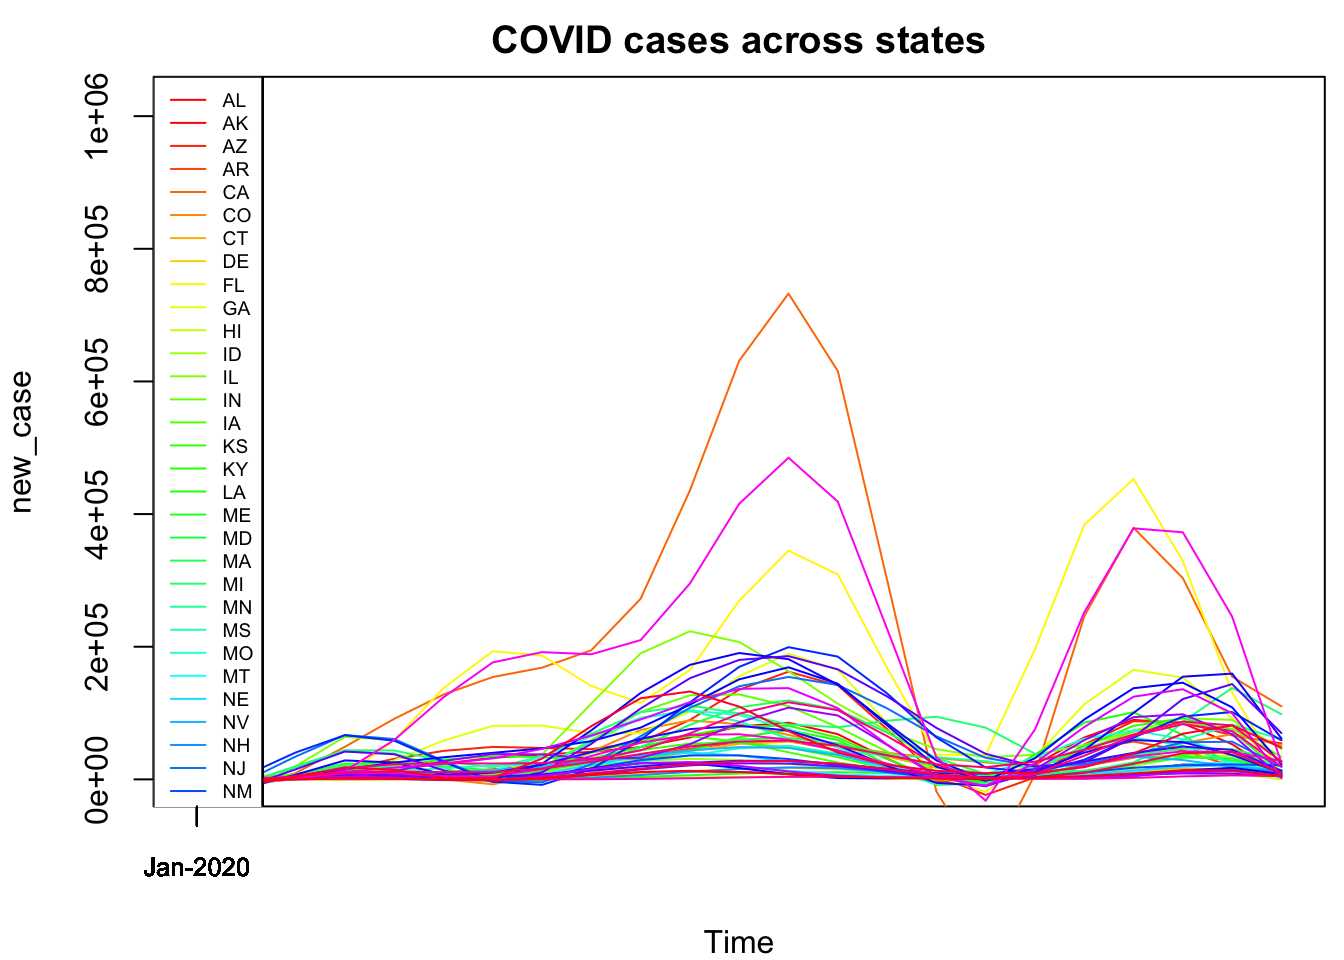 COVID cases across states
1e+06
8e+05
6e+05
4e+05
2e+05
0e+00
new_case
AL
AK
AZ
AR
CA
CO
CT
DE
FL
GA
HI
ID
IL
IN
IA
KS
KY
LA
ME
MD
MA
MI
MN
MS
MO
MT
NE
NV
NH
NJ
NM
Jan-2020
Time